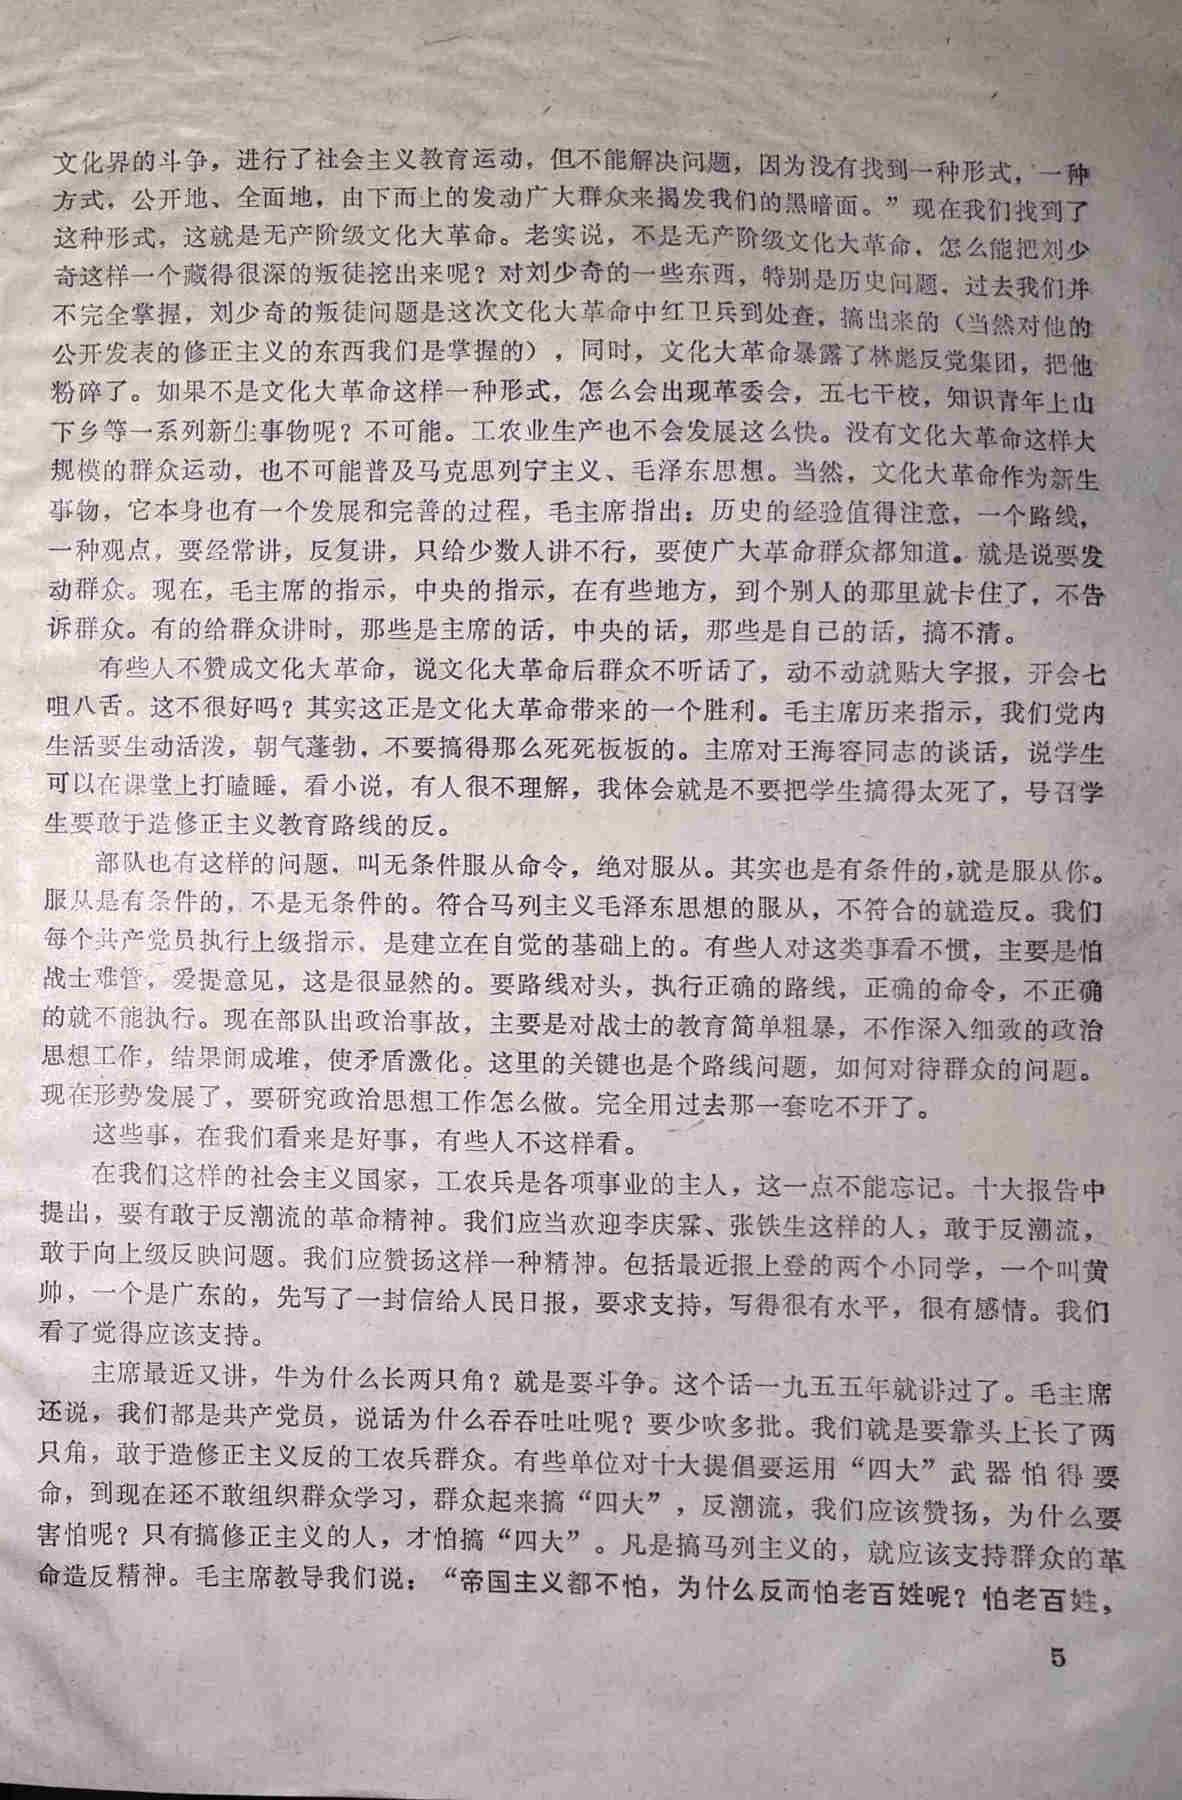 文化界的斗争，进行了社会主义教育运动，但不能解决问题，因为没有找到一种形式，一种
方式，公开地、全面地，由下而上的发动广大群众来揭发我们的黑暗面。”现在我们找到了
这种形式，这就是无产阶级文化大革命。老实说，不是无产阶级文化大革命，怎么能把刘少
奇这样一个藏得很深的叛徒挖出来呢？对刘少奇的一些东西，特别是历史问题，过去我们并
不完全掌握，刘少奇的叛徒问题是这次文化大革命中红卫兵到处查，搞出来的（当然对他的
公开发表的修正主义的东西我们是掌握的），同时，文化大革命暴露了林彪反党集团，把他
粉碎了。如果不是文化大革命这样一种形式，怎么会出现革委会，五七干校，知识青年上山
下乡等一系列新生事物呢？不可能。工农业生产也不会发展这么快。没有文化大革命这样大
规模的群众运动，也不可能普及马克思列宁主义、毛泽东思想。当然，文化大革命作为新生
事物，它本身也有一个发展和完善的过程，毛主席指出：历史的经验值得注意，一个路线，
一种观点，要经常讲，反复讲，只给少数人讲不行，要使广大革命群众都知道。就是说要发
动群众。现在，毛主席的指示，中央的指示，在有些地方，到个别人的那里就卡住了，不告
诉群众。有的给群众讲时，那些是主席的话，中央的话，那些是自己的话，搞不清。
有些人不赞成文化大革命，说文化大革命后群众不听话了，动不动就贴大字报，开会七
咀八舌。这不很好吗？其实这正是文化大革命带来的一个胜利。毛主席历来指示，我们党内
生活要生动活泼，朝气蓬勃，不要搞得那么死死板板的。主席对王海容同志的谈话，说学生
可以在课堂上打瞌睡，看小说，有人很不理解，我体会就是不要把学生搞得太死了，号召学
生要敢于造修正主义教育路线的反。
部队也有这样的问题，叫无条件服从命令，绝对服从。其实也是有条件的，就是服从你。
服从是有条件的，不是无条件的。符合马列主义毛泽东思想的服从，不符合的就造反。我们
每个共产党员执行上级指示，是建立在自觉的基础上的。有些人对这类事看不惯，主要是怕
战士难管，爱提意见，这是很显然的。要路线对头，执行正确的路线，正确的命令，不正确
的就不能执行。现在部队出政治事故，主要是对战士的教育简单粗暴，不作深入细致的政治
思想工作，结果闹成堆，使矛盾激化。这里的关键也是个路线问题，如何对待群众的问题。
现在形势发展了，要研究政治思想工作怎么做。完全用过去那一套吃不开了。
这些事，在我们看来是好事，有些人不这样看。
在我们这样的社会主义国家，工农兵是各项事业的主人，这一点不能忘记。十大报告中
提出，要有敢于反潮流的革命精神。我们应当欢迎李庆霖、张铁生这样的人，敢于反潮流，
敢于向上级反映问题。我们应赞扬这样一种精神。包括最近报上登的两个小同学，一个叫黄
帅，一个是广东的，先写了一封信给人民日报，要求支持，写得很有水平，很有感情。我们
看了觉得应该支持。
主席最近又讲，牛为什么长两只角？就是要斗争。这个话一九五五年就讲过了。毛主席
还说，我们都是共产党员，说话为什么吞吞吐吐呢？要少吹多批。我们就是要靠头上长了两
只角，敢于造修正主义反的工农兵群众。有些单位对十大提倡要运用“四大”武器怕得要
命，到现在还不敢组织群众学习，群众起来搞“四大”，反潮流，我们应该赞扬，为什么要
害怕呢？只有搞修正主义的人，才怕搞“四大”。凡是搞马列主义的，就应该支持群众的革
命造反精神。毛主席教导我们说：“帝国主义都不怕，为什么反而怕老百姓呢？怕老百姓，
5